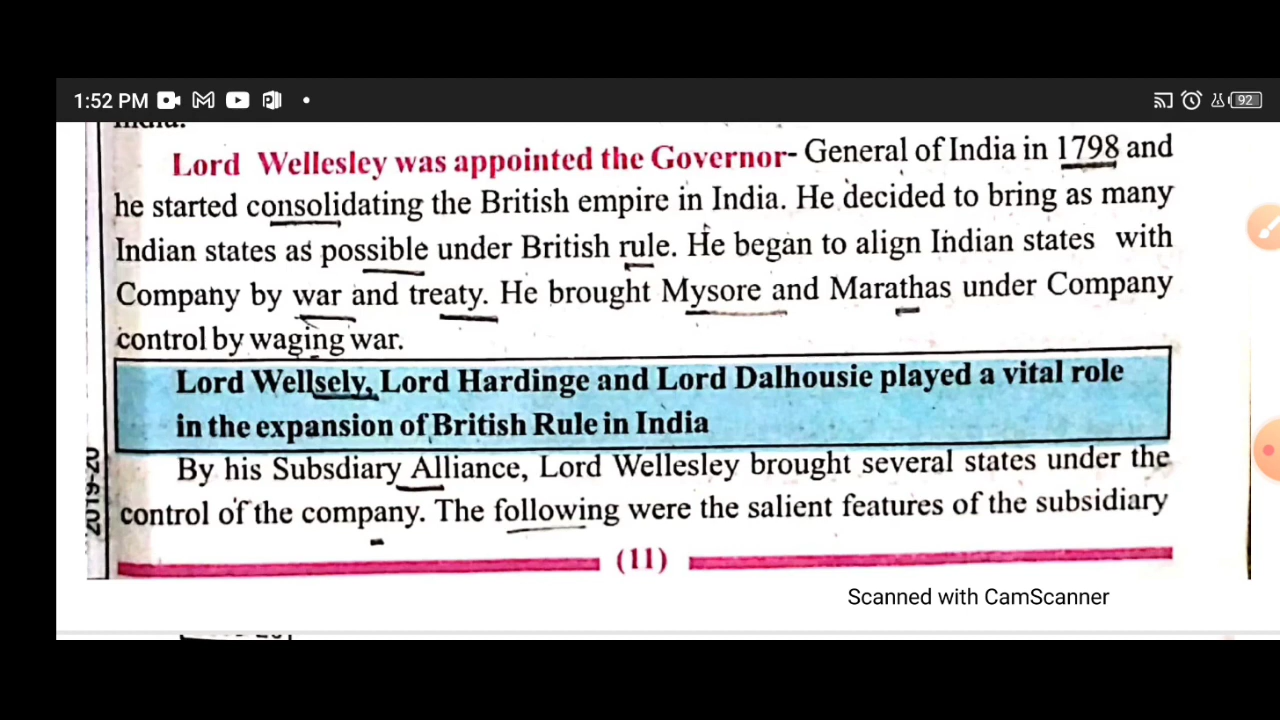 1:52 PM
92
India.
Lord Wellesley was appointed the Governor- General of India in 1798 and
he started consolidating the British empire in India. He decided to bring as many
Indian states as possible under British rule. He began to align Indian states with
Company by war and treaty. He brought Mysore and Marathas under Company
control by waging war.
Lord Wellsely, Lord Hardinge and Lord Dalhousie played a vital role
in the expansion of British Rule in India
By his Subsdiary Alliance, Lord Wellesley brought several states under the
control of the company. The following were the salient features of the subsidiary
2019-20
(11)
Scanned with CamScanner